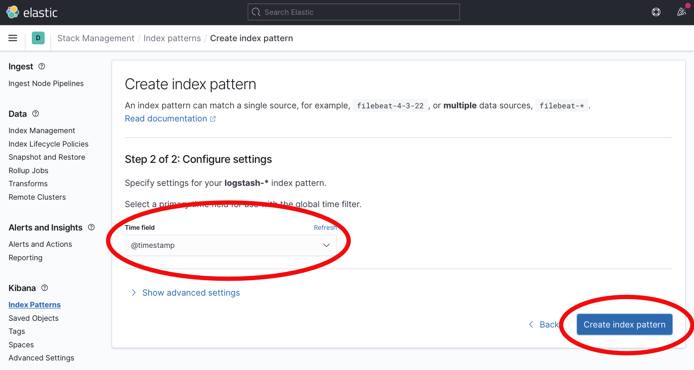 elastic
Search Elastic
D
Stack Management / Index patterns / Create index pattern
Ingest
Ingest Node Pipelines
Data
Index Management
Index Lifecycle Policies
Snapshot and Restore
Rollup Jobs
Transforms
Remote Clusters
Alerts and Insights
Alerts and Actions
Reporting
Kibana
Index Patterns
Saved Objects
Tags
Spaces
Advanced Settings
Create index pattern
An index pattern can match a single source, for example, filebeat-4-3-22 , or multiple data sources, filebeat-* .
Read documentation
Step 2 of 2: Configure settings
Specify settings for your logstash-* index pattern.
Select a primary time field for use with the global time filter.
Time field
Refresh
@timestamp
Show advanced settings
Back
Create index pattern